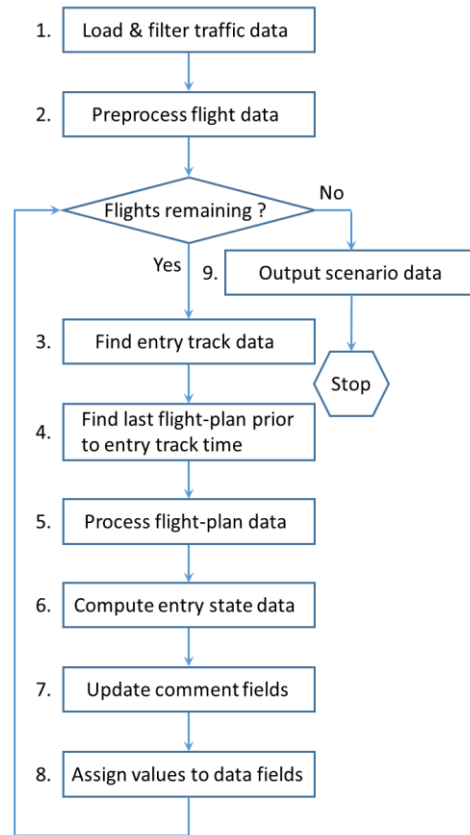 1. Load & filter traffic data
2. Preprocess flight data
Flights remaining ?
No
Yes
9. Output scenario data
3. Find entry track data
Stop
4. Find last flight-plan prior
to entry track time
5. Process flight-plan data
6. Compute entry state data
7. Update comment fields
8. Assign values to data fields